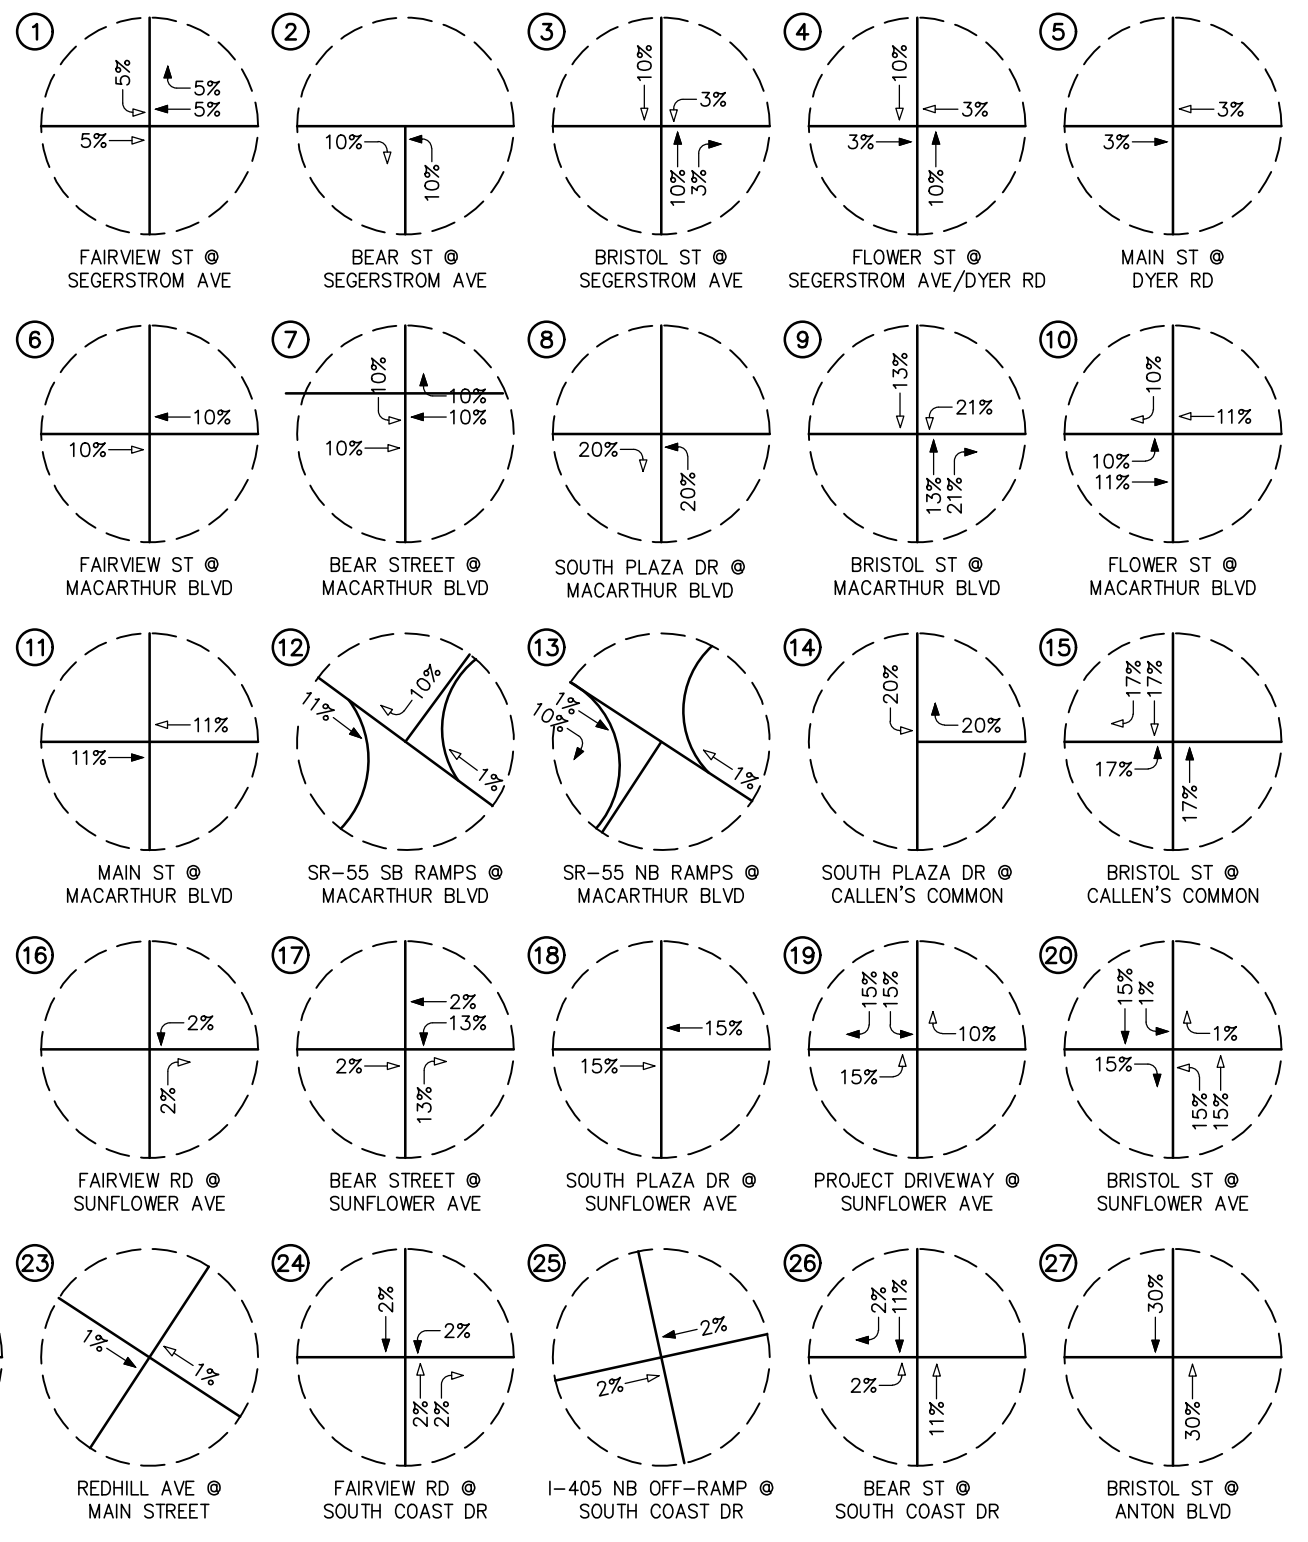 1
5%
5%
5%
5%
FAIRVIEW ST @
SEGERSTROM AVE
2
10%
10%
BEAR ST @
SEGERSTROM AVE
3
10%
3%
10%
3%
BRISTOL ST @
SEGERSTROM AVE
4
10%
3%
3%
10%
FLOWER ST @
SEGERSTROM AVE/DYER RD
5
3%
3%
MAIN ST @
DYER RD
6
10%
10%
FAIRVIEW ST @
MACARTHUR BLVD
7
10%
10%
10%
10%
BEAR STREET @
MACARTHUR BLVD
8
20%
20%
SOUTH PLAZA DR @
MACARTHUR BLVD
9
13%
21%
13%
21%
BRISTOL ST @
MACARTHUR BLVD
10
10%
11%
10%
11%
FLOWER ST @
MACARTHUR BLVD
11
11%
11%
MAIN ST @
MACARTHUR BLVD
12
10%
11%
1%
SR-55 SB RAMPS @
MACARTHUR BLVD
13
1%
10%
1%
SR-55 NB RAMPS @
MACARTHUR BLVD
14
20%
20%
SOUTH PLAZA DR @
CALLEN'S COMMON
15
17%
17%
17%
17%
BRISTOL ST @
CALLEN'S COMMON
16
2%
2%
FAIRVIEW RD @
SUNFLOWER AVE
17
2%
13%
2%
13%
BEAR STREET @
SUNFLOWER AVE
18
15%
15%
SOUTH PLAZA DR @
SUNFLOWER AVE
19
15%
15%
10%
15%
PROJECT DRIVEWAY @
SUNFLOWER AVE
20
15%
1%
1%
15%
15%
15%
BRISTOL ST @
SUNFLOWER AVE
23
1%
1%
REDHILL AVE @
MAIN STREET
24
2%
2%
2%
2%
FAIRVIEW RD @
SOUTH COAST DR
25
2%
2%
I-405 NB OFF-RAMP @
SOUTH COAST DR
26
2%
11%
2%
11%
BEAR ST @
SOUTH COAST DR
27
30%
30%
BRISTOL ST @
ANTON BLVD